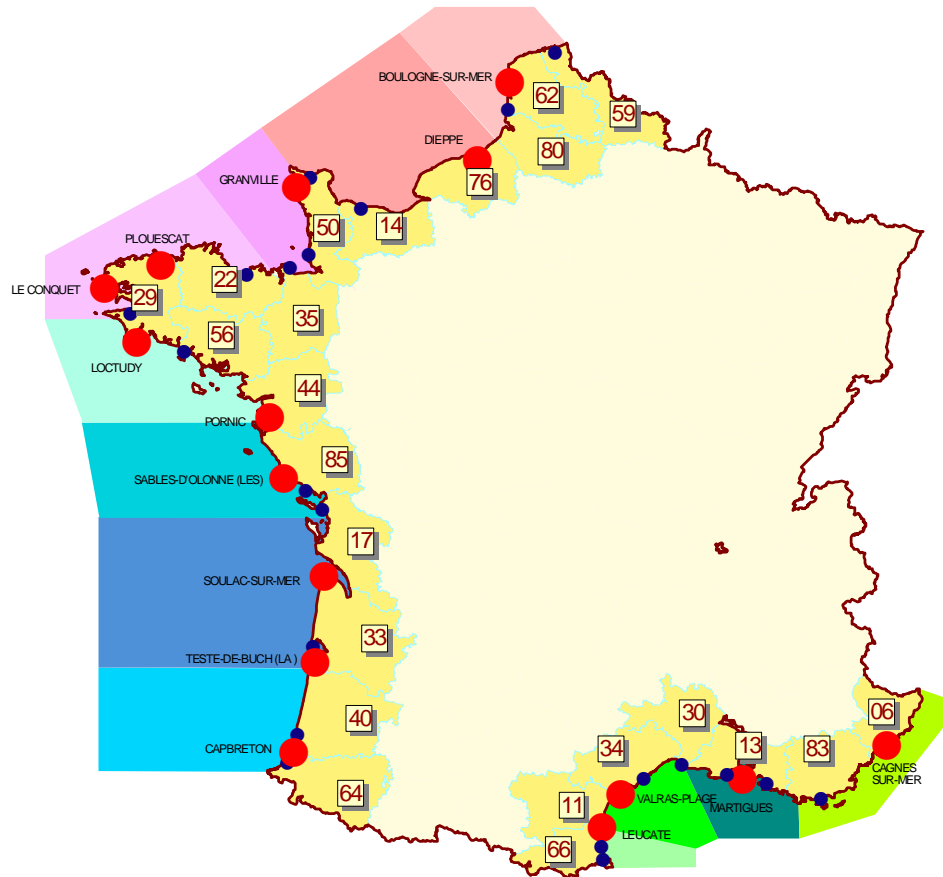 BOULOGNE-SUR-MER
62
59
DIEPPE
80
76
GRANVILLE
50
14
PLOUESCAT
22
LE CONQUET
29
35
56
LOCTUDY
44
PORNIC
85
SABLES-D'OLONNE (LES)
17
SOULAC-SUR-MER
33
TESTE-DE-BUCH (LA )
40
CAPBRETON
64
30
06
34
13
83
CAGNES
SUR-MER
11
VALRAS-PLAGE
MARTIGUES
LEUCATE
66